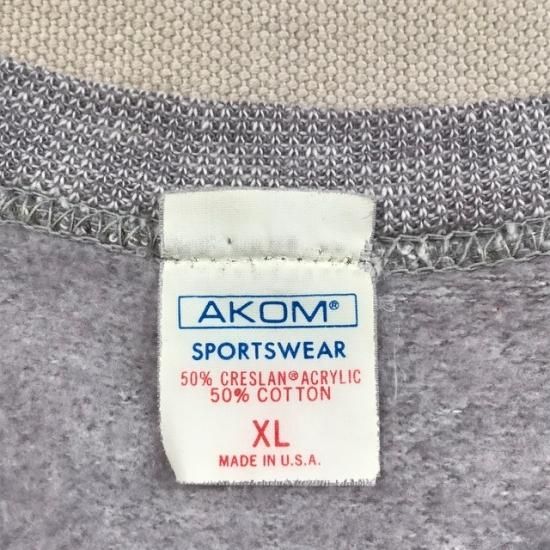 AKOM®
SPORTSWEAR
50% CRESLAN® ACRYLIC
50% COTTON
XL
MADE IN U.S.A.